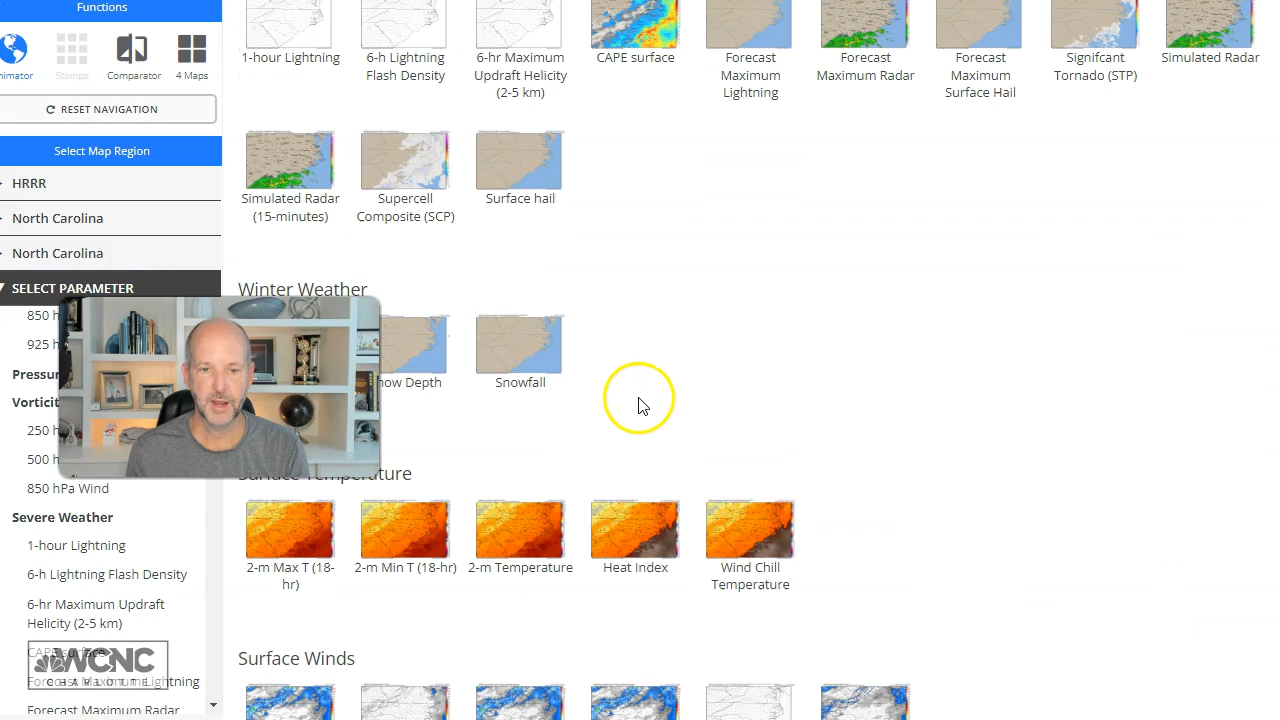 Functions
nimator
Stamps
Comparator
4 Maps
RESET NAVIGATION
Select Map Region
HRRR
North Carolina
North Carolina
SELECT PARAMETER
850 h
925 h
Pressu
Vorticit
250
500 h
850 hPa Wind
Severe Weather
1-hour Lightning
6-h Lightning Flash Density
6-hr Maximum Updraft
Helicity (2-5 km)
CAPE surface
Forecast Maximum Lightning
Forecast Maximum Radar
WCNC
CHARLOTTE
1-hour Lightning
6-h Lightning
Flash Density
6-hr Maximum
Updraft Helicity
(2-5 km)
CAPE surface
Forecast
Maximum
Lightning
Forecast
Maximum Radar
Forecast
Maximum
Surface Hail
Signifcant
Tornado (STP)
Simulated Radar
Simulated Radar
(15-minutes)
Supercell
Composite (SCP)
Surface hail
Winter Weather
now Depth
Snowfall
Surface Temperature
2-m Max T (18-
hr)
2-m Min T (18-hr)
2-m Temperature
Heat Index
Wind Chill
Temperature
Surface Winds